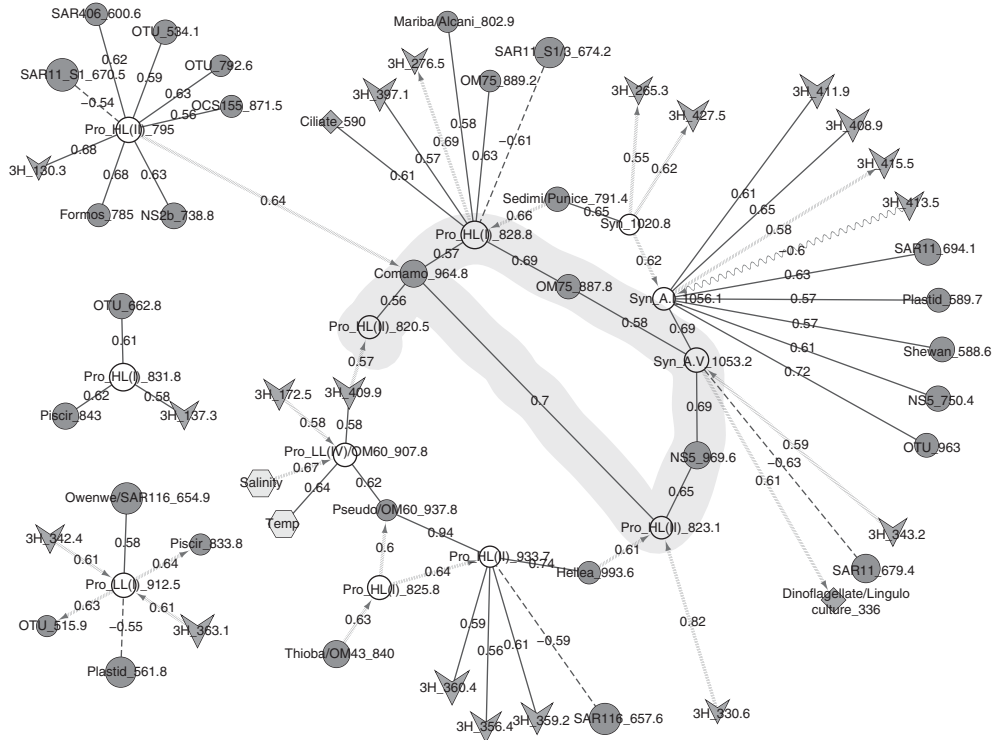 SAR406_600.6
OTU_534.1
OTU_792.6
SAR11_S1_670.5
OCS155_871.5
Pro_HL(II)_795
3H_130.3
Formos_785
NS2b_738.8
0.62
0.59
0.63
0.56
−0.54
0.68
0.68
0.63
0.64
Mariba/Alcani_802.9
3H_276.5
SAR11_S1/3_674.2
OM75_889.2
3H_397.1
Ciliate_590
0.58
0.69
0.63
−0.61
0.57
0.61
Sedimi/Punice_791.4
0.66
0.65
Pro_HL(I)_828.8
0.57
0.69
Comamo_964.8
OM75_887.8
0.56
0.58
Pro_HL(II)_820.5
0.57
0.7
3H_265.3
3H_427.5
0.55
0.62
Syn_1020.8
0.62
3H_411.9
3H_408.9
3H_415.5
3H_413.5
SAR11_694.1
Plastid_589.7
Shewan_588.6
NS5_750.4
OTU_963
0.61
0.65
0.58
−0.6
0.63
0.57
0.57
0.61
0.72
Syn_A.I_1056.1
0.69
Syn_A.V_1053.2
0.69
NS5_969.6
0.65
Pro_HL(II)_823.1
0.59
−0.63
0.61
3H_343.2
SAR11_679.4
Dinoflagellate/Lingulo
culture_336
0.82
3H_330.6
OTU_662.8
0.61
Pro_HL(I)_831.8
0.62
0.58
Piscir_843
3H_137.3
3H_172.5
3H_409.9
0.58
0.58
Pro_LL(IV)/OM60_907.8
Salinity
0.67
0.64
0.62
Temp
Pseudo/OM60_937.8
0.94
0.6
Pro_HL(II)_933.7
0.74
Hellea_993.6
0.61
0.64
Pro_HL(I)_825.8
0.63
Thioba/OM43_840
0.59
0.56
0.61
−0.59
3H_360.4
3H_356.4
3H_359.2
SAR116_657.6
Owenwe/SAR116_654.9
3H_342.4
0.58
Piscir_833.8
0.61
0.64
Pro_LL(I)_912.5
0.63
0.61
OTU_515.9
−0.55
3H_363.1
Plastid_561.8